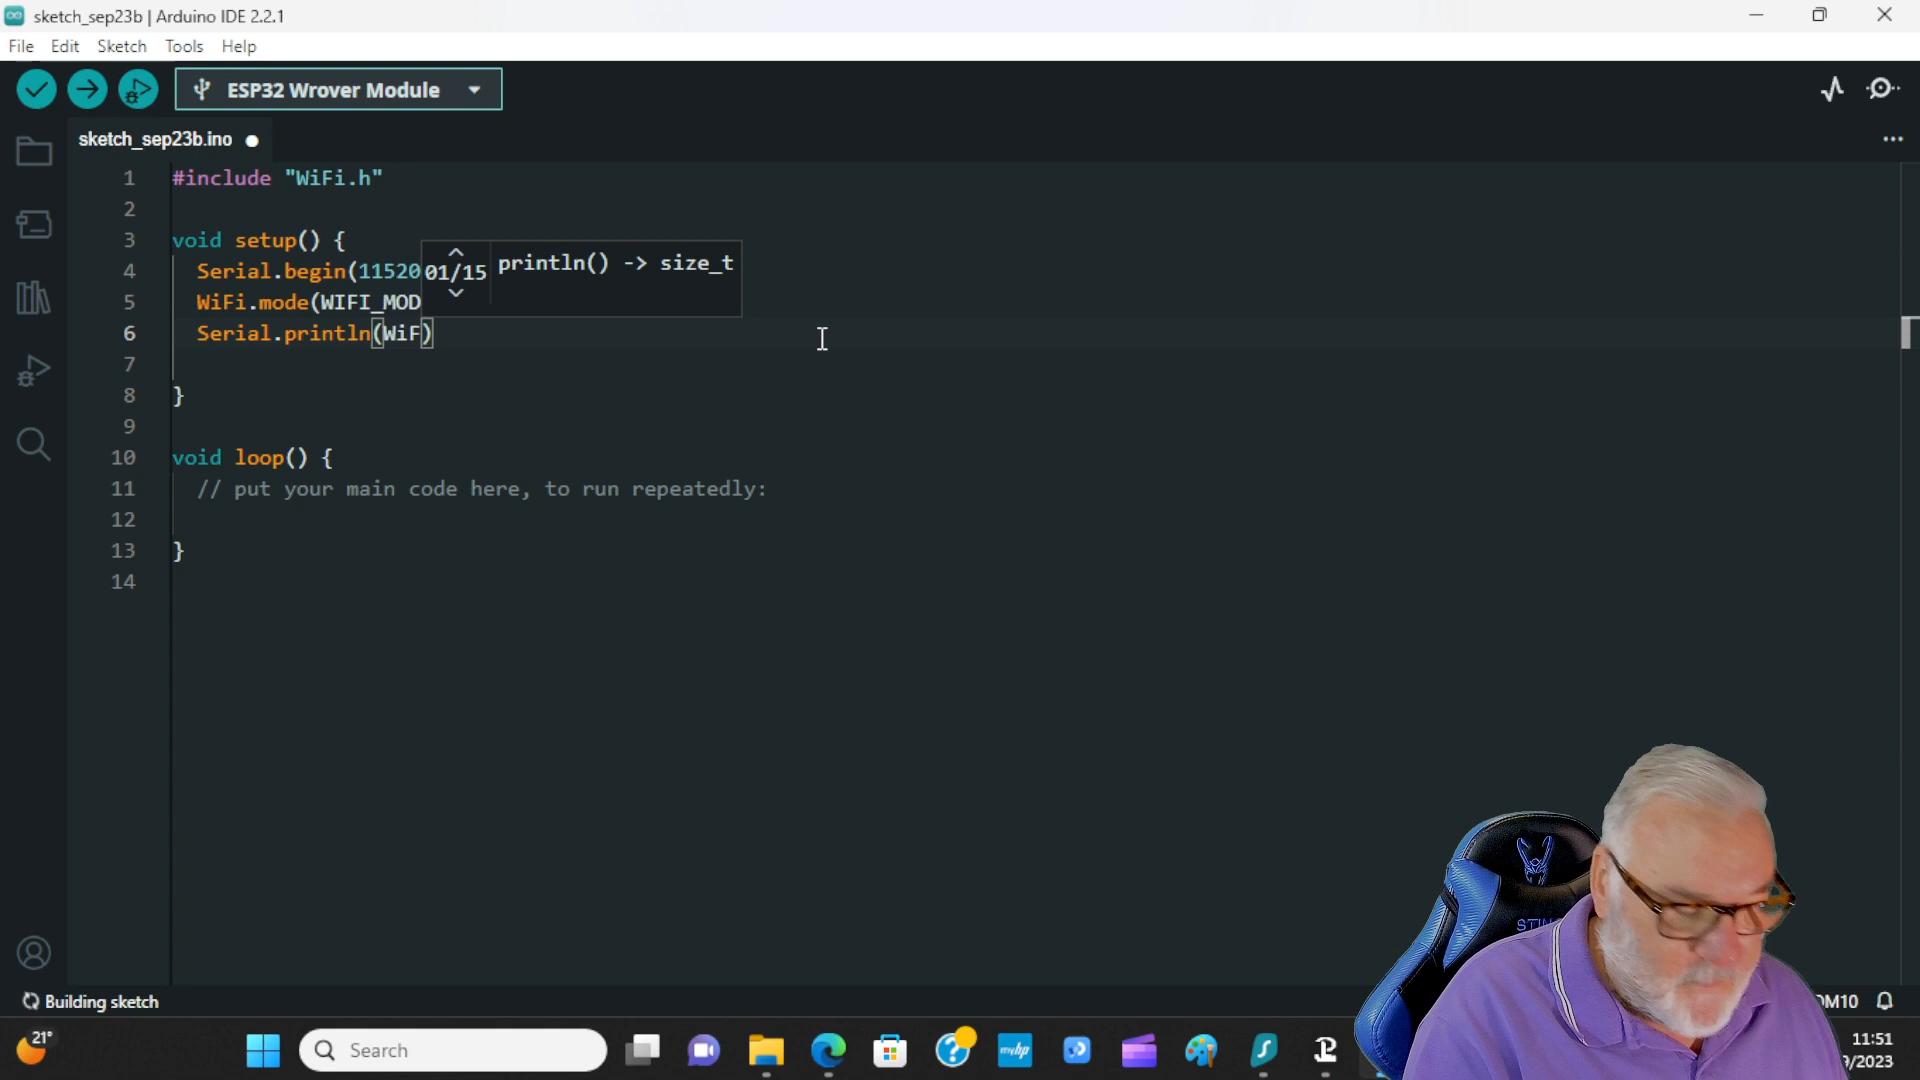 sketch_sep23b | Arduino IDE 2.2.1
File Edit Sketch Tools Help
ESP32 Wrover Module
sketch_sep23b.ino
1 #include "WiFi.h"
2
3 void setup() {
4 Serial.begin(11520
01/15 println() -> size_t
5 WiFi.mode(WIFI_MOD
6 Serial.println(WiF)
7
8 }
9
10 void loop() {
11 // put your main code here, to run repeatedly:
12
13 }
14
Building sketch
OM10
21°
Search
myhp
11:51
9/2023